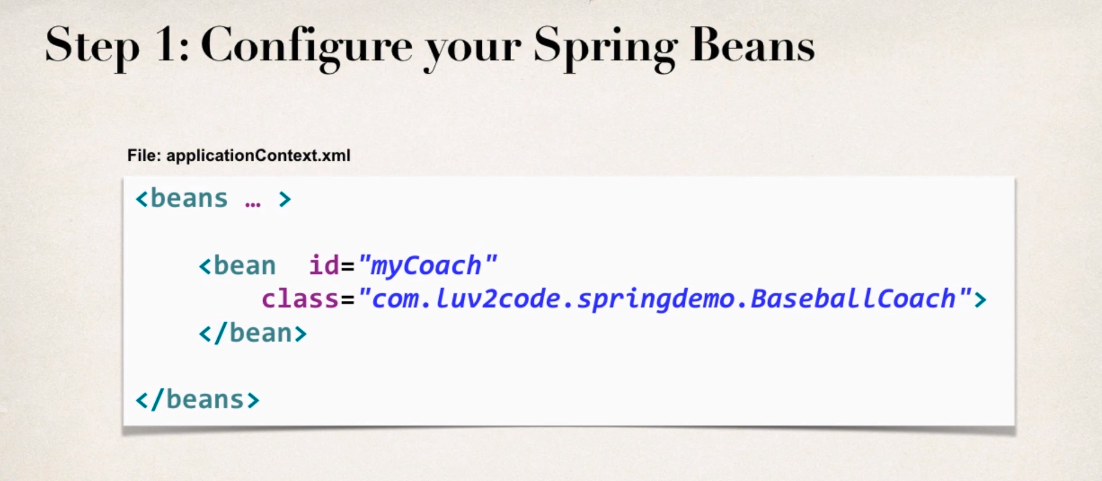 Step 1: Configure your Spring Beans
File: applicationContext.xml
<beans … >
<bean  id="myCoach"
class="com.luv2code.springdemo.BaseballCoach">
</bean>
</beans>